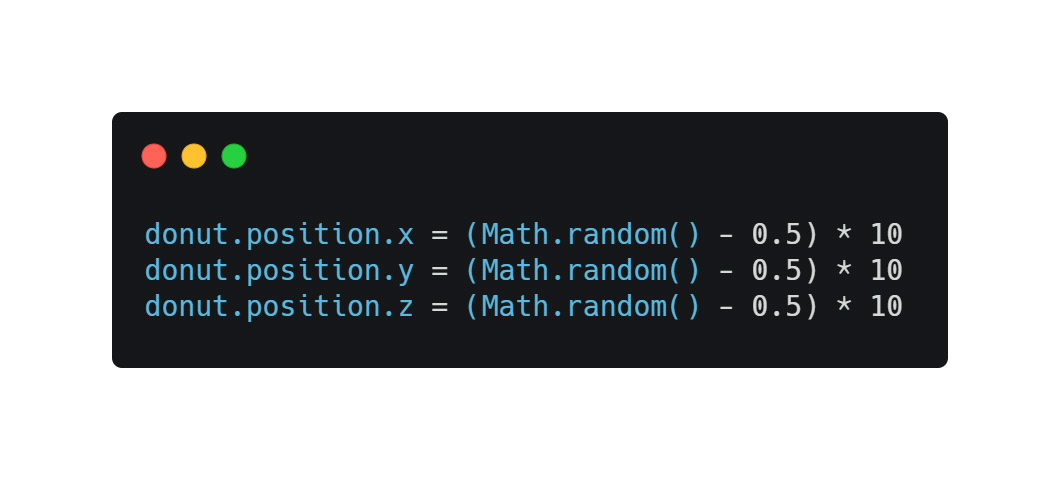 donut.position.x = (Math.random() - 0.5) * 10
donut.position.y = (Math.random() - 0.5) * 10
donut.position.z = (Math.random() - 0.5) * 10